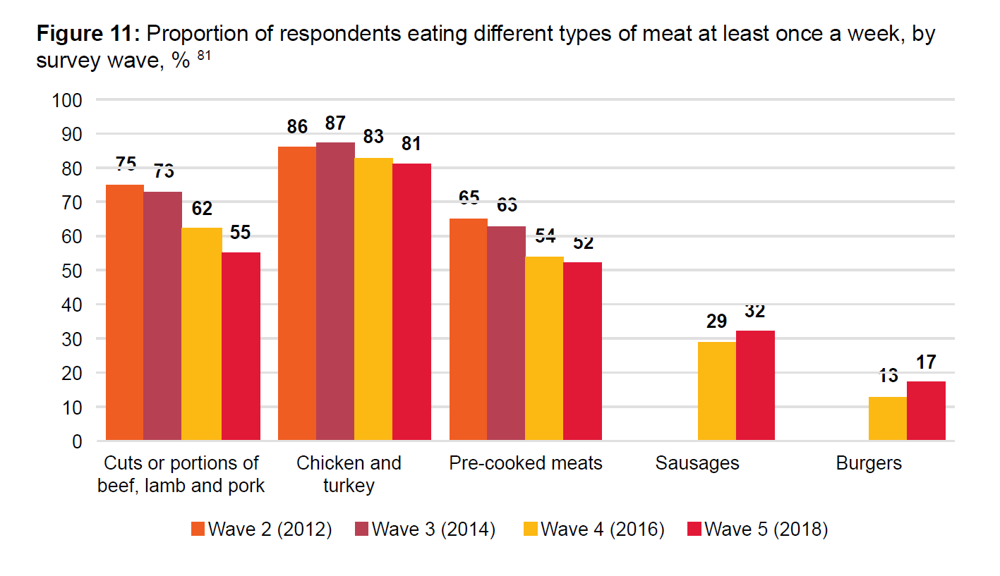 Figure 11: Proportion of respondents eating different types of meat at least once a week, by
survey wave, % 81
100
90
80
70
60
50
40
30
20
10
0
75
73
62
55
86
87
83
81
65
63
54
52
29
32
13
17
Cuts or portions of
beef, lamb and pork
Chicken and
turkey
Pre-cooked meats
Sausages
Burgers
Wave 2 (2012)
Wave 3 (2014)
Wave 4 (2016)
Wave 5 (2018)